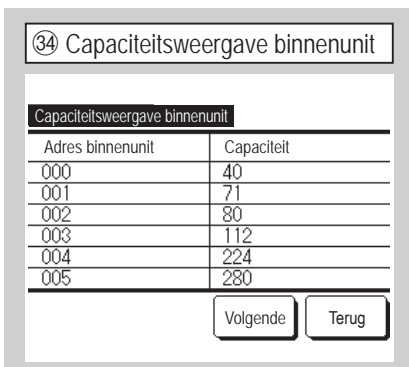 ㉞ Capaciteitsweergave binnenunit
Capaciteitsweergave binnenunit
Adres binnenunit Capaciteit
000 40
001 71
002 80
003 112
004 224
005 280
Volgende Terug